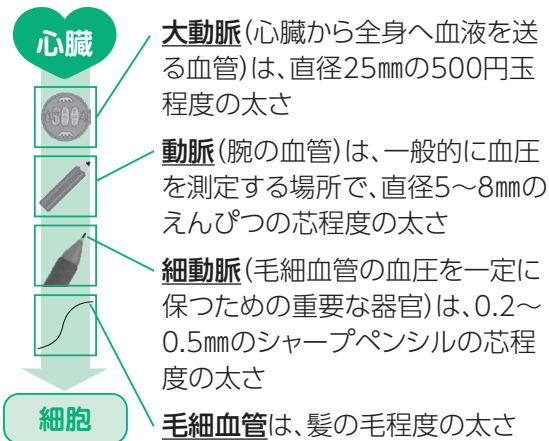 心臓
大動脈(心臓から全身へ血液を送
る血管)は、直径25㎜の500円玉
程度の太さ
動脈(腕の血管)は、一般的に血圧
を測定する場所で、直径5〜8㎜の
えんぴつの芯程度の太さ
細動脈(毛細血管の血圧を一定に
保つための重要な器官)は、0.2〜
0.5㎜のシャープペンシルの芯程
度の太さ
毛細血管は、髪の毛程度の太さ
細胞